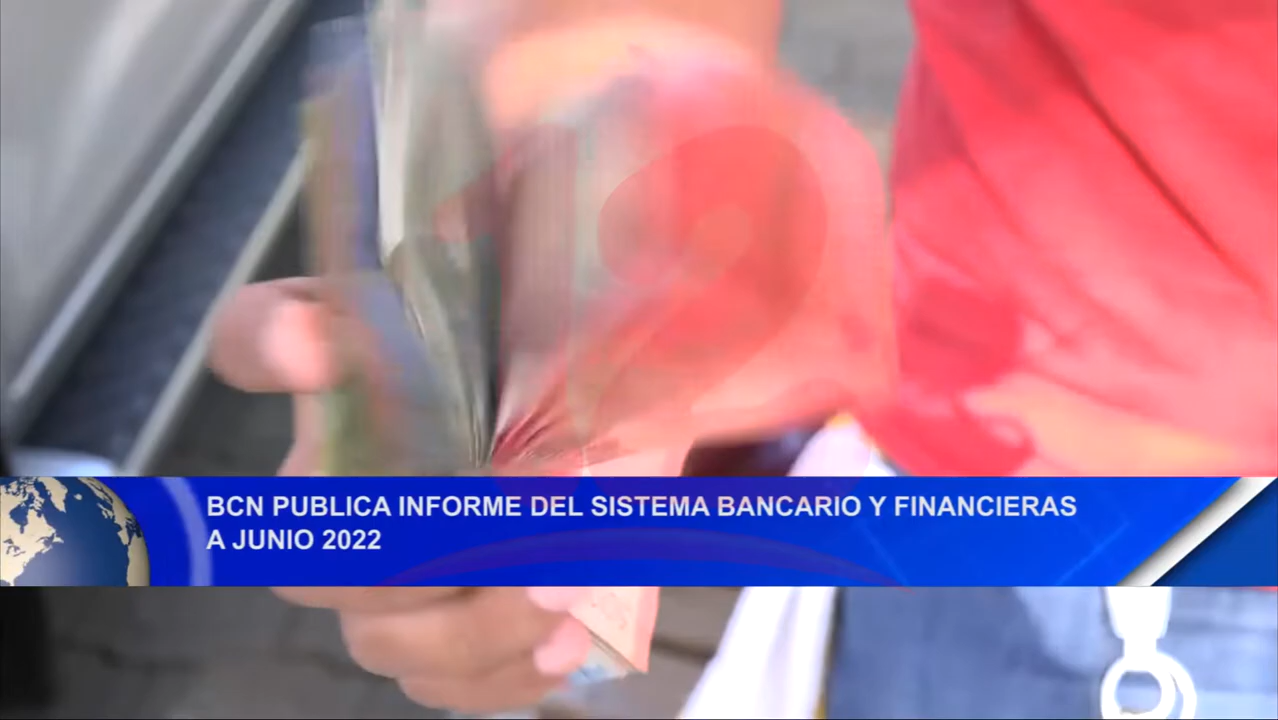 BCN PUBLICA INFORME DEL SISTEMA BANCARIO Y FINANCIERAS
A JUNIO 2022